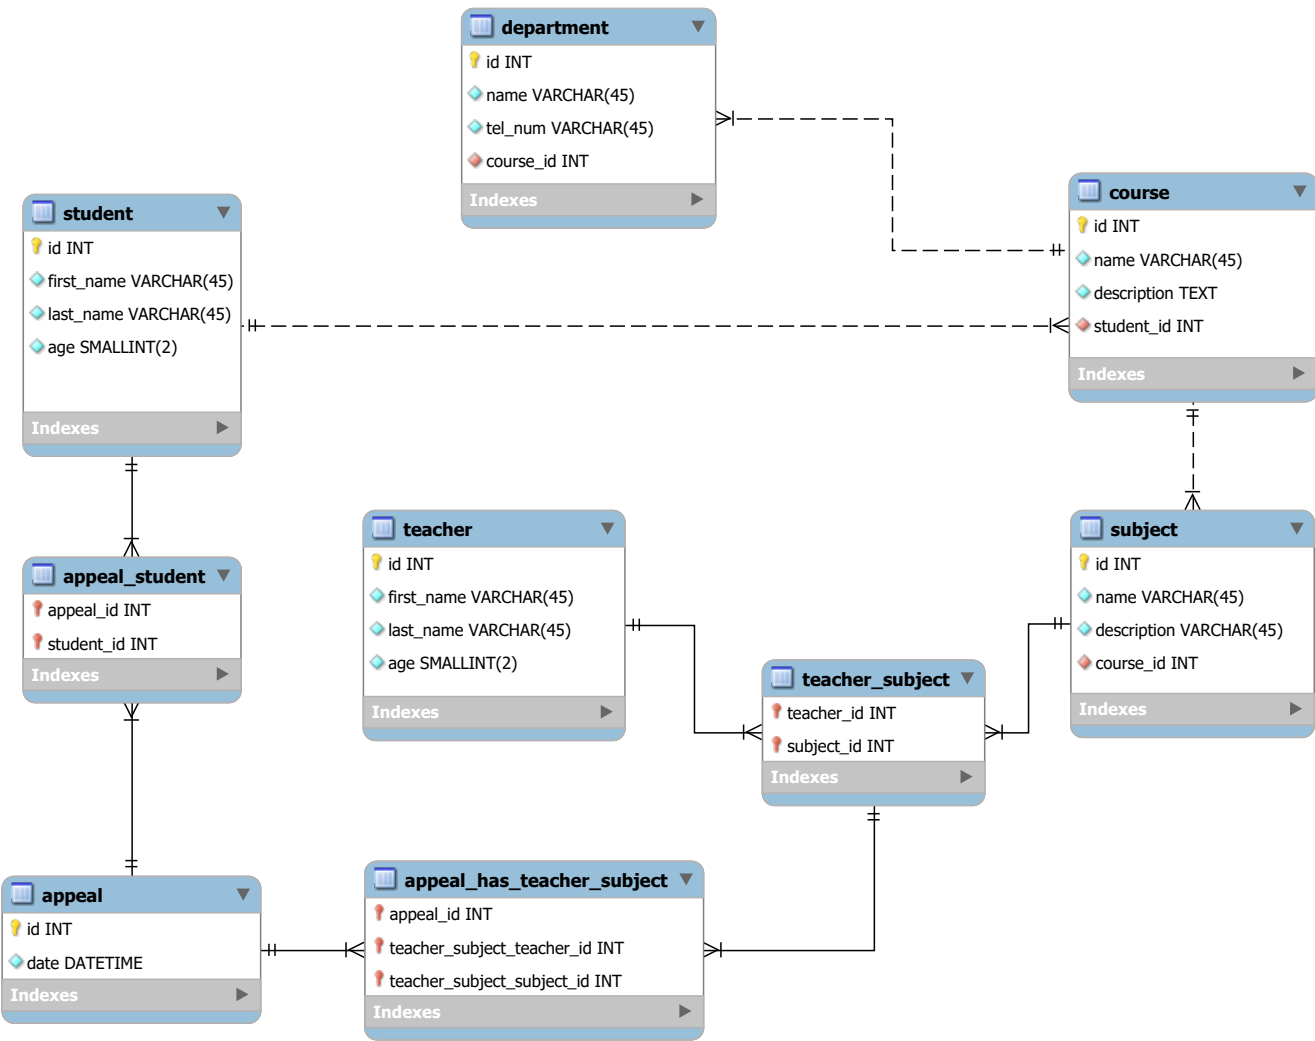 department
id INT
name VARCHAR(45)
tel_num VARCHAR(45)
course_id INT
Indexes
student
id INT
first_name VARCHAR(45)
last_name VARCHAR(45)
age SMALLINT(2)
Indexes
course
id INT
name VARCHAR(45)
description TEXT
student_id INT
Indexes
appeal_student
appeal_id INT
student_id INT
Indexes
teacher
id INT
first_name VARCHAR(45)
last_name VARCHAR(45)
age SMALLINT(2)
Indexes
subject
id INT
name VARCHAR(45)
description VARCHAR(45)
course_id INT
Indexes
teacher_subject
teacher_id INT
subject_id INT
Indexes
appeal
id INT
date DATETIME
Indexes
appeal_has_teacher_subject
appeal_id INT
teacher_subject_teacher_id INT
teacher_subject_subject_id INT
Indexes